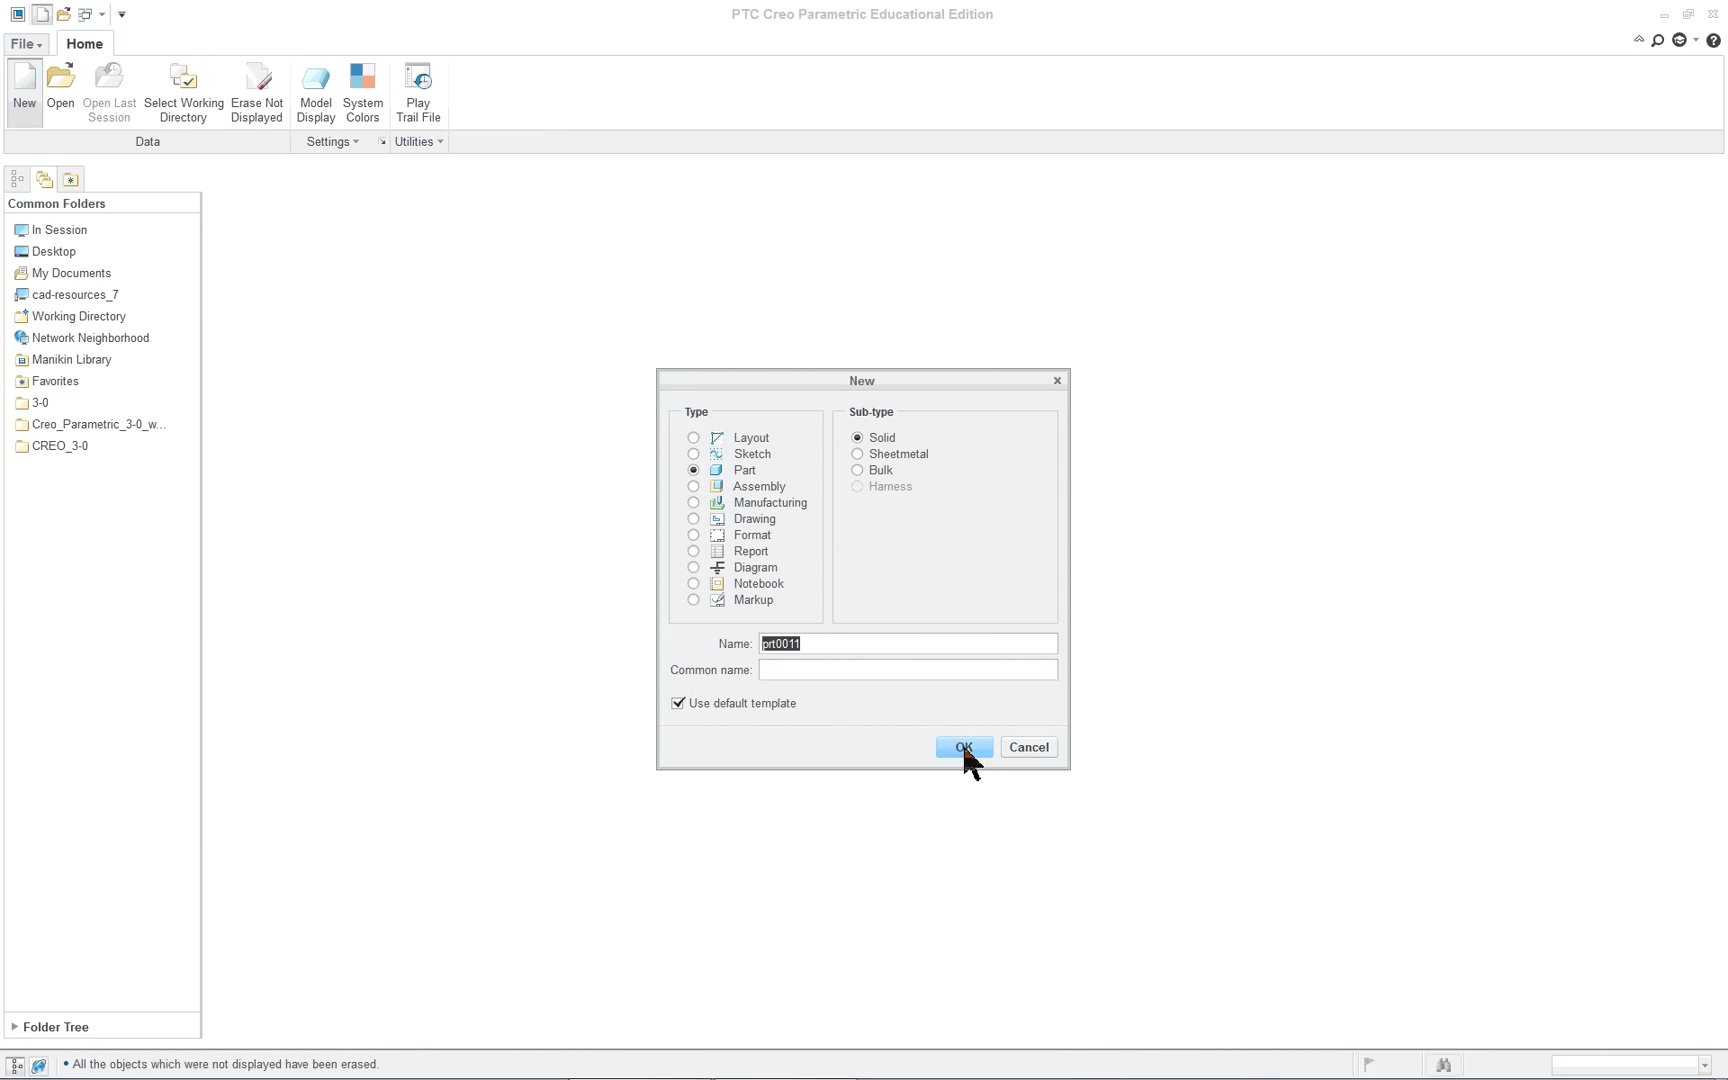 PTC Creo Parametric Educational Edition
File
Home
New
Open
Open Last
Session
Select Working
Directory
Erase Not
Displayed
Model
Display
System
Colors
Play
Trail File
Data
Settings
Utilities
Common Folders
In Session
Desktop
My Documents
cad-resources_7
Working Directory
Network Neighborhood
Manikin Library
Favorites
3-0
Creo_Parametric_3-0_w...
CREO_3-0
Folder Tree
New
Type
Layout
Sketch
Part
Assembly
Manufacturing
Drawing
Format
Report
Diagram
Notebook
Markup
Sub-type
Solid
Sheetmetal
Bulk
Harness
Name: prt0011
Common name:
Use default template
OK
Cancel
• All the objects which were not displayed have been erased.